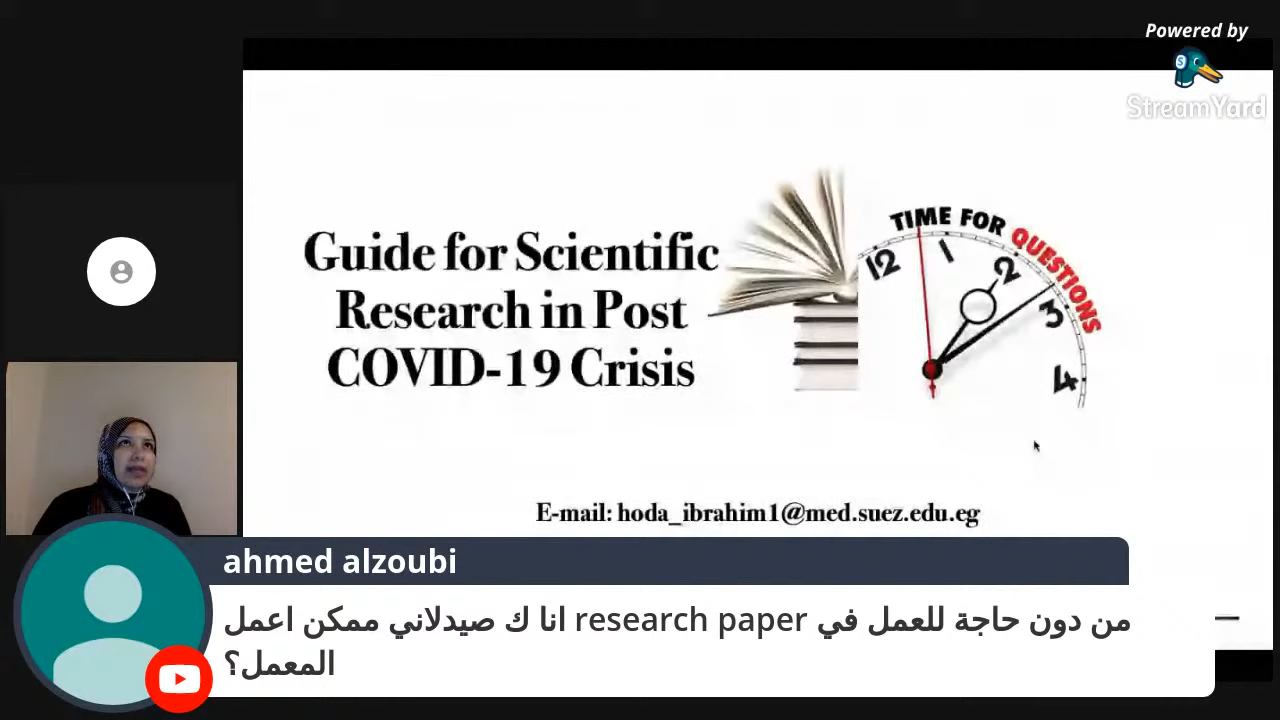 Powered by
StreamYard
Guide for Scientific
Research in Post
COVID-19 Crisis
TIME FOR QUESTIONS
12 1 2 3 4
E-mail: hoda_ibrahim1@med.suez.edu.eg
ahmed alzoubi
انا ك صيدلاني ممكن اعمل research paper من دون حاجة للعمل في
المعمل؟